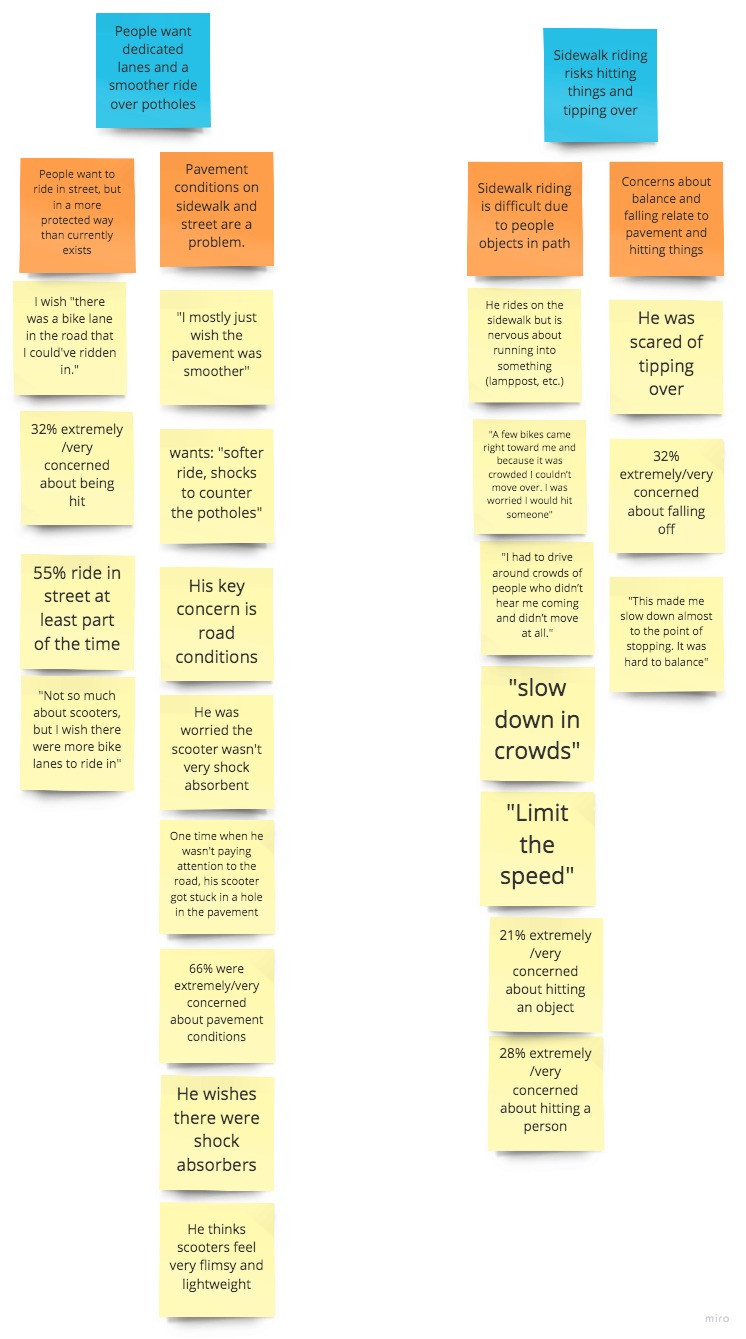 People want
dedicated
lanes and a
smoother ride
over potholes
People want to
ride in street, but
in a more
protected way
than currently
exists
I wish "there
was a bike lane
in the road that
I could've ridden
in."
32% extremely
/very
concerned
about being
hit
55% ride in
street at
least part
of the time
"Not so much
about scooters,
but I wish there
were more bike
lanes to ride in"
Pavement
conditions on
sidewalk and
street are a
problem.
"I mostly just
wish the
pavement was
smoother"
wants: "softer
ride, shocks
to counter
the potholes"
His key
concern is
road
conditions
He was
worried the
scooter wasn't
very shock
absorbent
One time when he
wasn't paying
attention to the
road, his scooter
got stuck in a hole
in the pavement
66% were
extremely/very
concerned
about pavement
conditions
He wishes
there were
shock
absorbers
He thinks
scooters feel
very flimsy and
lightweight
Sidewalk riding
risks hitting
things and
tipping over
Sidewalk riding
is difficult due
to people
objects in path
He rides on the
sidewalk but is
nervous about
running into
something
(lamppost, etc.)
"A few bikes came
right toward me and
because it was
crowded I couldn't
move over. I was
worried I would hit
someone"
"I had to drive
around crowds of
people who didn't
hear me coming
and didn't move
at all."
"slow
down in
crowds"
"Limit
the
speed"
21% extremely
/very
concerned
about hitting
an object
28% extremely
/very
concerned
about hitting a
person
Concerns about
balance and
falling relate to
pavement and
hitting things
He was
scared of
tipping
over
32%
extremely/very
concerned
about falling
off
"This made me
slow down almost
to the point of
stopping. It was
hard to balance"
miro